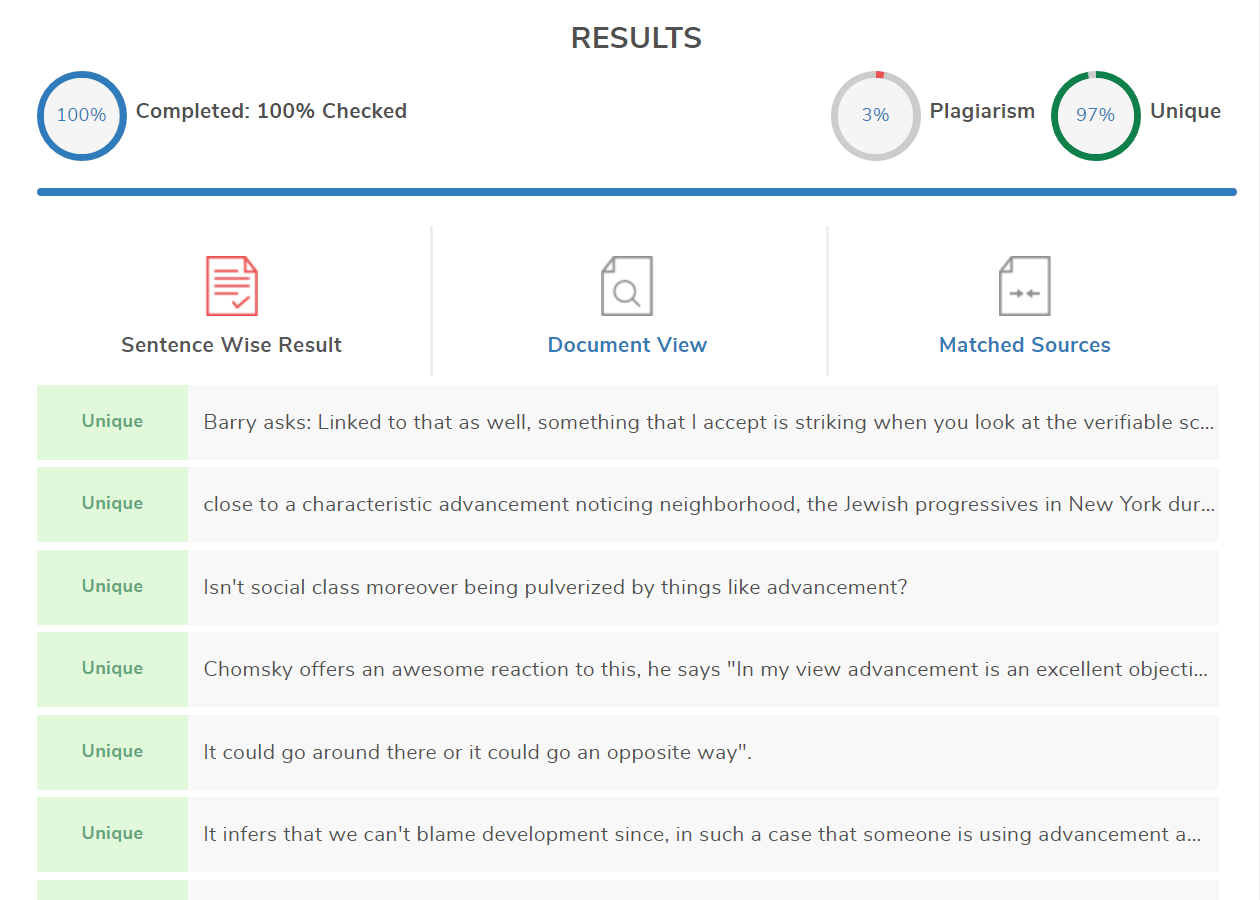 RESULTS
100%
Completed: 100% Checked
3%
Plagiarism
97%
Unique
Sentence Wise Result
Document View
Matched Sources
Unique
Barry asks: Linked to that as well, something that I accept is striking when you look at the verifiable sc...
Unique
close to a characteristic advancement noticing neighborhood, the Jewish progressives in New York dur...
Unique
Isn't social class moreover being pulverized by things like advancement?
Unique
Chomsky offers an awesome reaction to this, he says "In my view advancement is an excellent objecti...
Unique
It could go around there or it could go an opposite way".
Unique
It infers that we can't blame development since, in such a case that someone is using advancement a...